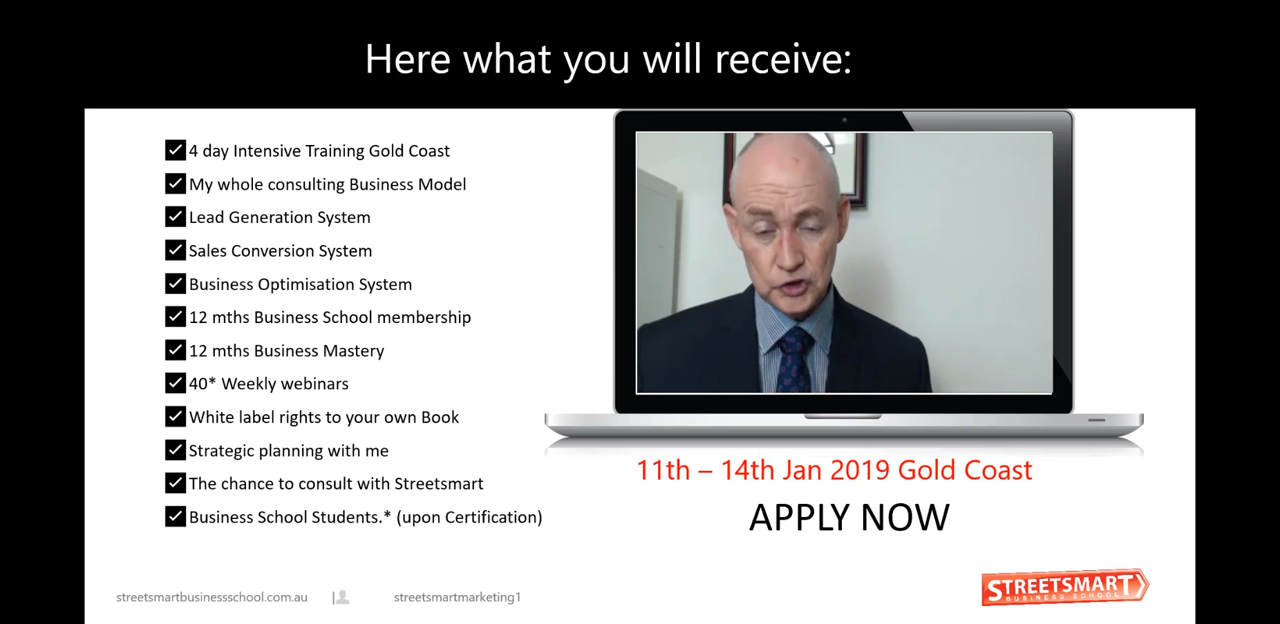 Here what you will receive:
4 day Intensive Training Gold Coast
My whole consulting Business Model
Lead Generation System
Sales Conversion System
Business Optimisation System
12 mths Business School membership
12 mths Business Mastery
40* Weekly webinars
White label rights to your own Book
Strategic planning with me
The chance to consult with Streetsmart
Business School Students.* (upon Certification)
11th – 14th Jan 2019 Gold Coast
APPLY NOW
streetsmartbusinessschool.com.au
streetsmartmarketing1
STREETSMART
BUSINESS SCHOOL